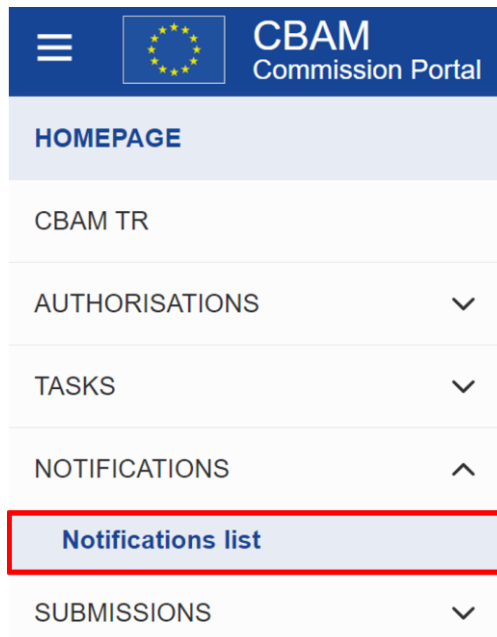 CBAM
Commission Portal
HOMEPAGE
CBAM TR
AUTHORISATIONS
TASKS
NOTIFICATIONS
Notifications list
SUBMISSIONS